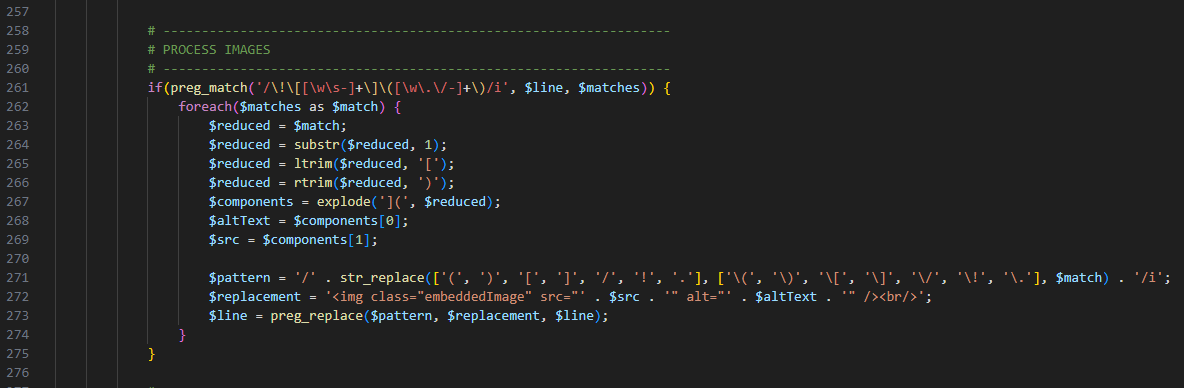 257
258 # ------------------------------------------------------------------
259 # PROCESS IMAGES
260 # ------------------------------------------------------------------
261 if(preg_match('/\!\[[\w\s-]+\]\([\w\.\/-]+\)/i', $line, $matches)) {
262 foreach($matches as $match) {
263 $reduced = $match;
264 $reduced = substr($reduced, 1);
265 $reduced = ltrim($reduced, '[');
266 $reduced = rtrim($reduced, ')');
267 $components = explode('](', $reduced);
268 $altText = $components[0];
269 $src = $components[1];
270
271 $pattern = '/' . str_replace(['(', ')', '[', ']', '/', '!', '.'], ['\(', '\)', '\[', '\]', '\/', '\!', '\.'], $match) . '/i';
272 $replacement = '<img class="embeddedImage" src="' . $src . '" alt="' . $altText . '" /><br/>';
273 $line = preg_replace($pattern, $replacement, $line);
274 }
275 }
276